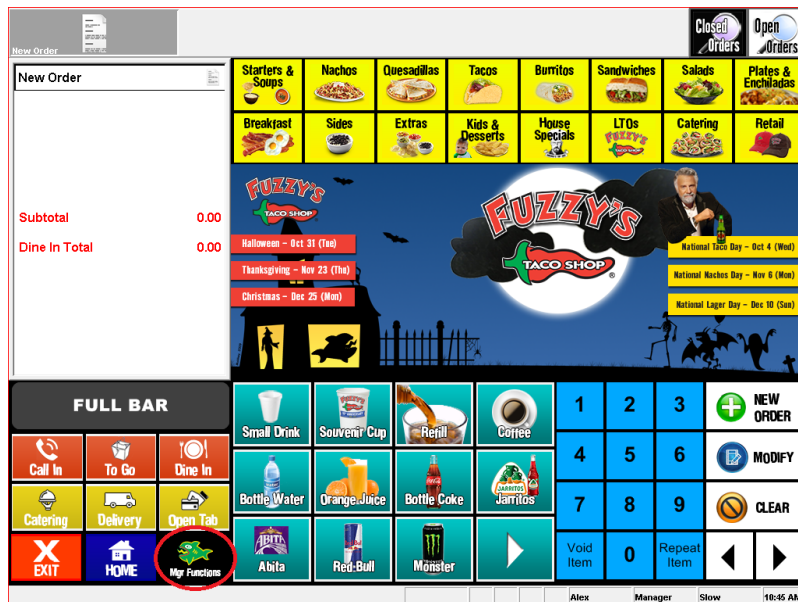 New Order
Closed
Orders
Open
Orders
New Order
Subtotal 0.00
Dine In Total 0.00
Starters &
Soups
Nachos
Quesadillas
Tacos
Burritos
Sandwiches
Salads
Plates &
Enchiladas
Breakfast
Sides
Extras
Kids &
Desserts
House
Specials
LTOs
FUZZY'S
Catering
Retail
FUZZY'S
TACO SHOP
Halloween - Oct 31 (Tue)
Thanksgiving - Nov 23 (Thu)
Christmas - Dec 25 (Mon)
FUZZY'S
TACO SHOP
National Taco Day - Oct 4 (Wed)
National Nachos Day - Nov 6 (Mon)
National Lager Day - Dec 10 (Sun)
FULL BAR
Call In
To Go
Dine In
Catering
Delivery
Open Tab
EXIT
HOME
Mgr Functions
Small Drink
FUZZY'S
Souvenir Cup
Refill
Coffee
Bottle Water
Orange Juice
Bottle Coke
JARRITOS
Jarritos
ABITA
Abita
RedBull
Red-Bull
MONSTER
Monster
1 2 3
4 5 6
7 8 9
Void
Item
0
Repeat
Item
NEW
ORDER
MODIFY
CLEAR
Alex Manager Slow 10:45 AM